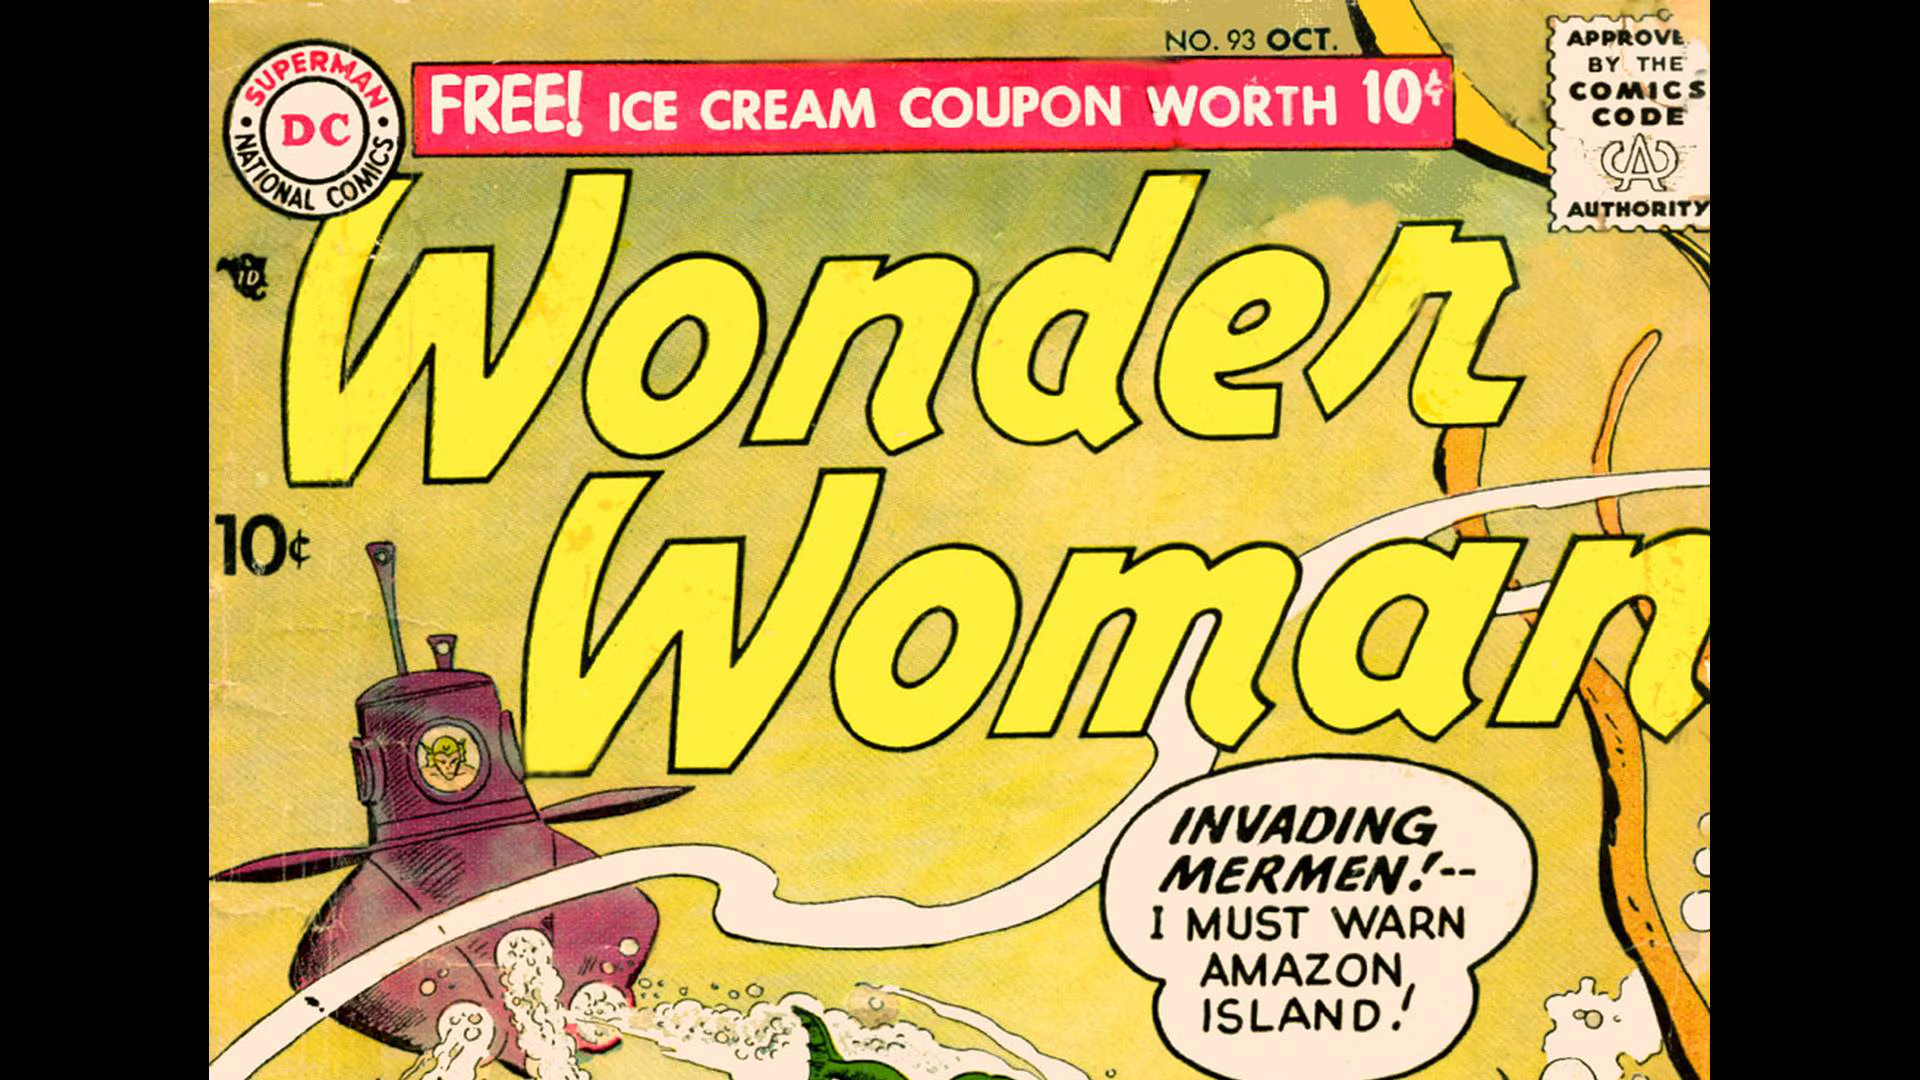 NO. 93 OCT.
SUPERMAN
DC
NATIONAL COMICS
FREE! ICE CREAM COUPON WORTH 10¢
APPROVE
BY THE
COMICS
CODE
CA
AUTHORITY
Wonder
Woman
10¢
INVADING
MERMEN!--
I MUST WARN
AMAZON
ISLAND!